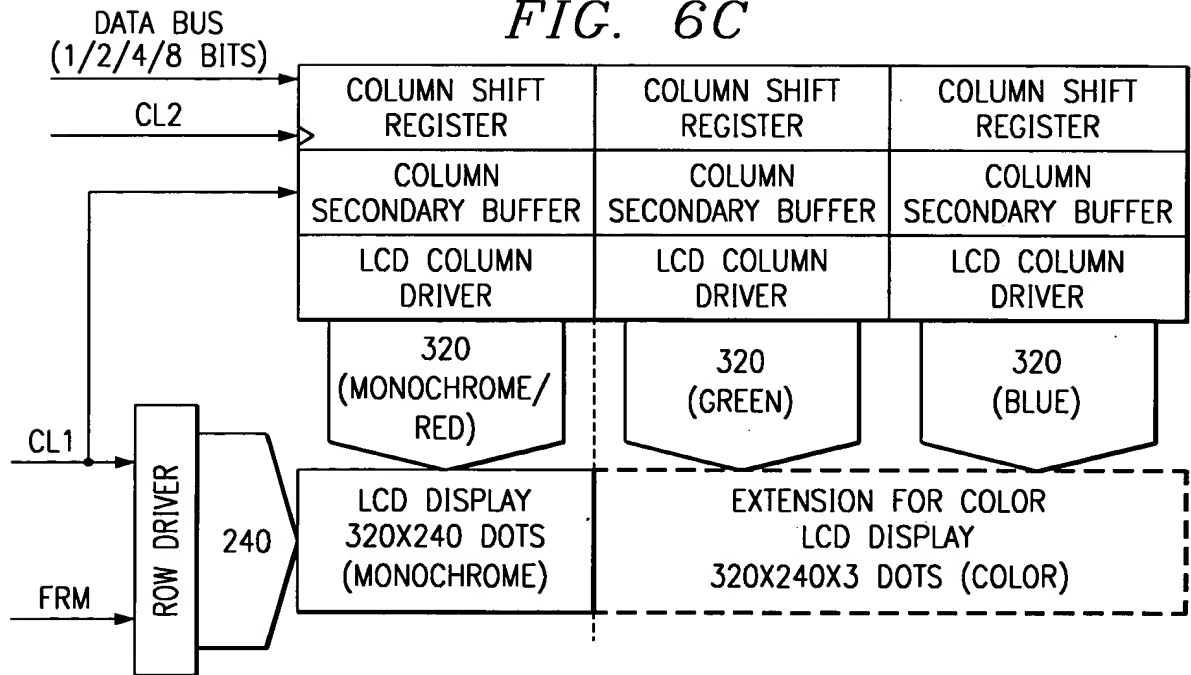 FIG. 6C
DATA BUS
(1/2/4/8 BITS)
CL2
COLUMN SHIFT
REGISTER
COLUMN SHIFT
REGISTER
COLUMN SHIFT
REGISTER
COLUMN
SECONDARY BUFFER
COLUMN
SECONDARY BUFFER
COLUMN
SECONDARY BUFFER
LCD COLUMN
DRIVER
LCD COLUMN
DRIVER
LCD COLUMN
DRIVER
320
(MONOCHROME/
RED)
320
(GREEN)
320
(BLUE)
CL1
FRM
ROW DRIVER
240
LCD DISPLAY
320X240 DOTS
(MONOCHROME)
EXTENSION FOR COLOR
LCD DISPLAY
320X240X3 DOTS (COLOR)